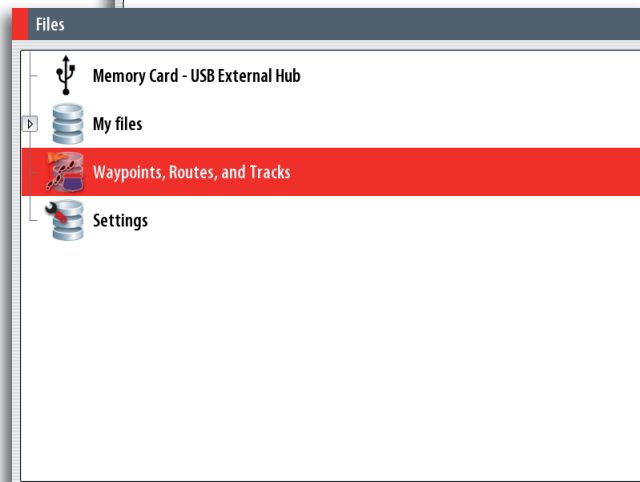 Files
Memory Card - USB External Hub
My files
Waypoints, Routes, and Tracks
Settings